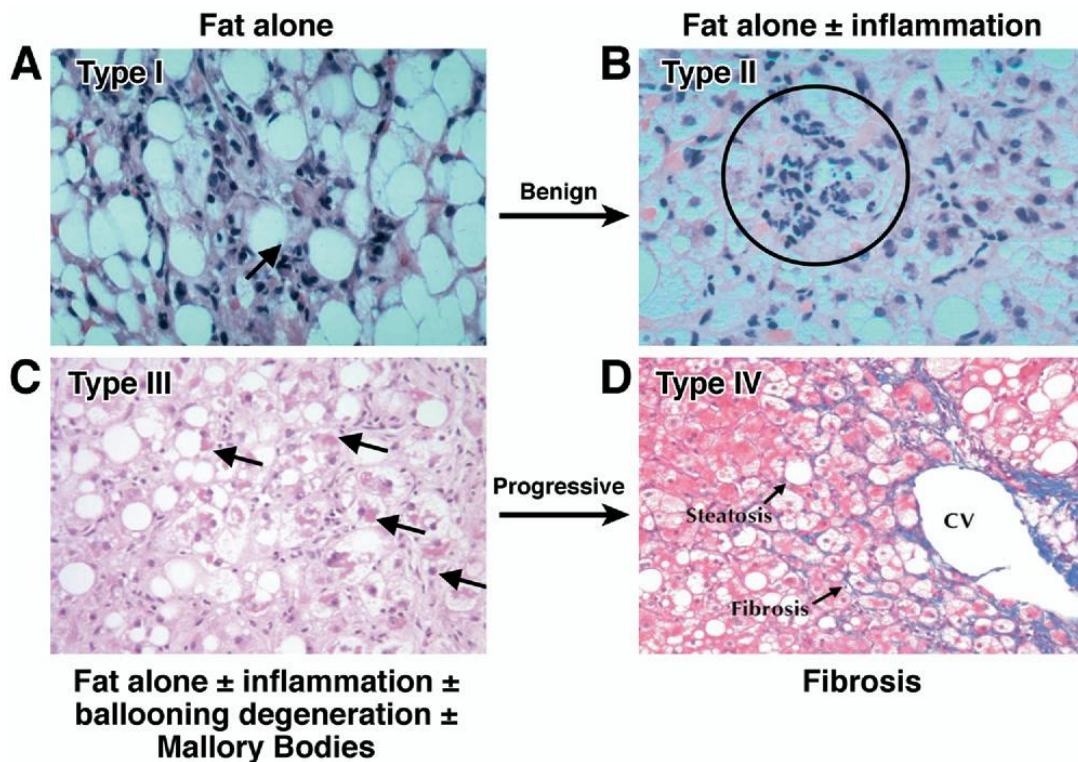 Fat alone
Fat alone ± inflammation
A
Type I
Benign
B
Type II
C
Type III
Progressive
D
Type IV
Steatosis
CV
Fibrosis
Fat alone ± inflammation ±
ballooning degeneration ±
Mallory Bodies
Fibrosis